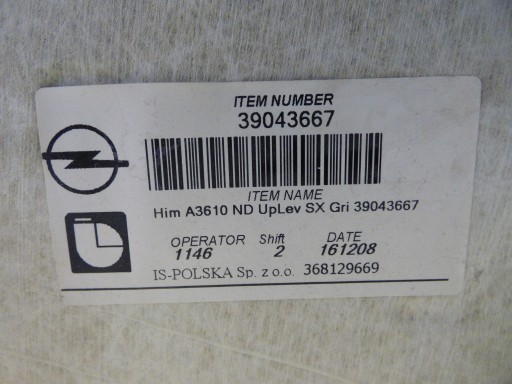 ITEM NUMBER
39043667
ITEM NAME
Him A3610 ND UpLev SX Gri 39043667
OPERATOR Shift DATE
1146 2 161208
IS-POLSKA Sp. z o.o. 368129669